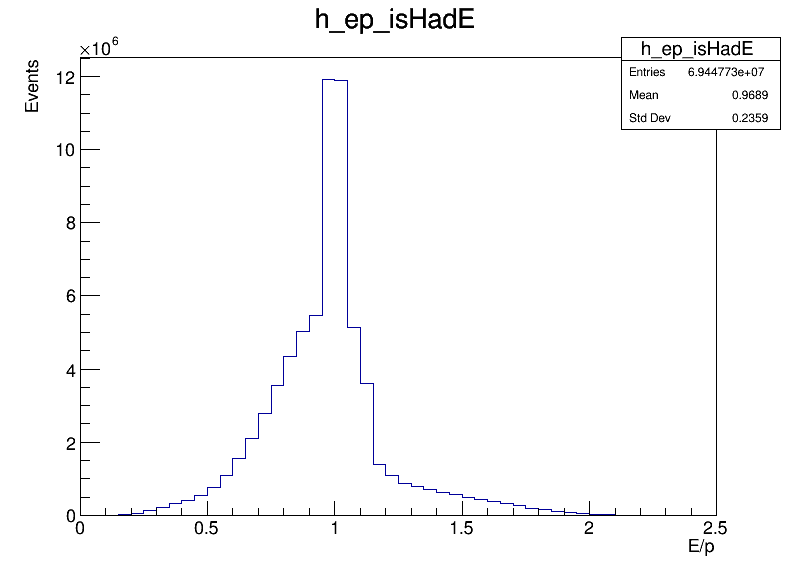 h_ep_isHadE
×10⁶
Events
h_ep_isHadE
Entries 6.944773e+07
Mean 0.9689
Std Dev 0.2359
12
10
8
6
4
2
0
0 0.5 1 1.5 2 2.5
E/p